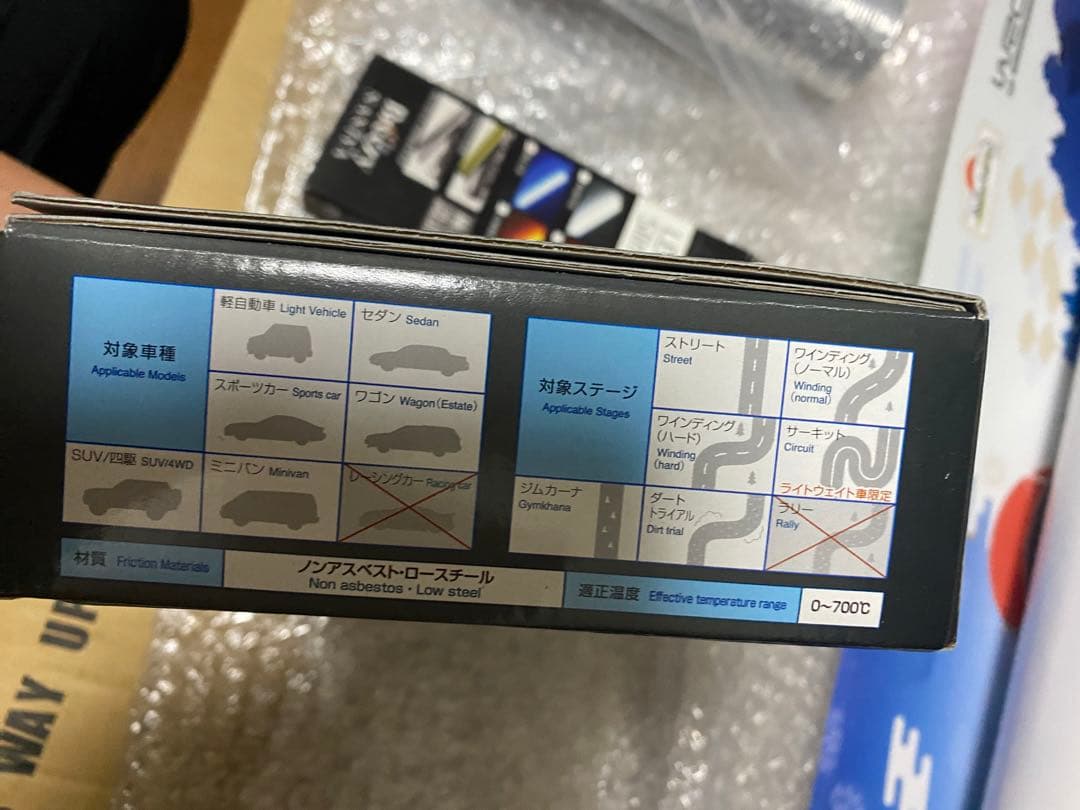 対象車種
Applicable Models
軽自動車 Light Vehicle
セダン Sedan
スポーツカー Sports car
ワゴン Wagon(Estate)
SUV/四駆 SUV/4WD
ミニバン Minivan
レーシングカー Racing car
対象ステージ
Applicable Stages
ストリート
Street
ワインディング
(ノーマル)
Winding
(normal)
ワインディング
(ハード)
Winding
(hard)
サーキット
Circuit
ライトウェイト車限定
ジムカーナ
Gymkhana
ダート
トライアル
Dirt trial
ラリー
Rally
材質 Friction Materials
ノンアスベスト・ロースチール
Non asbestos・Low steel
適正温度 Effective temperature range
0〜700℃
WAY UP